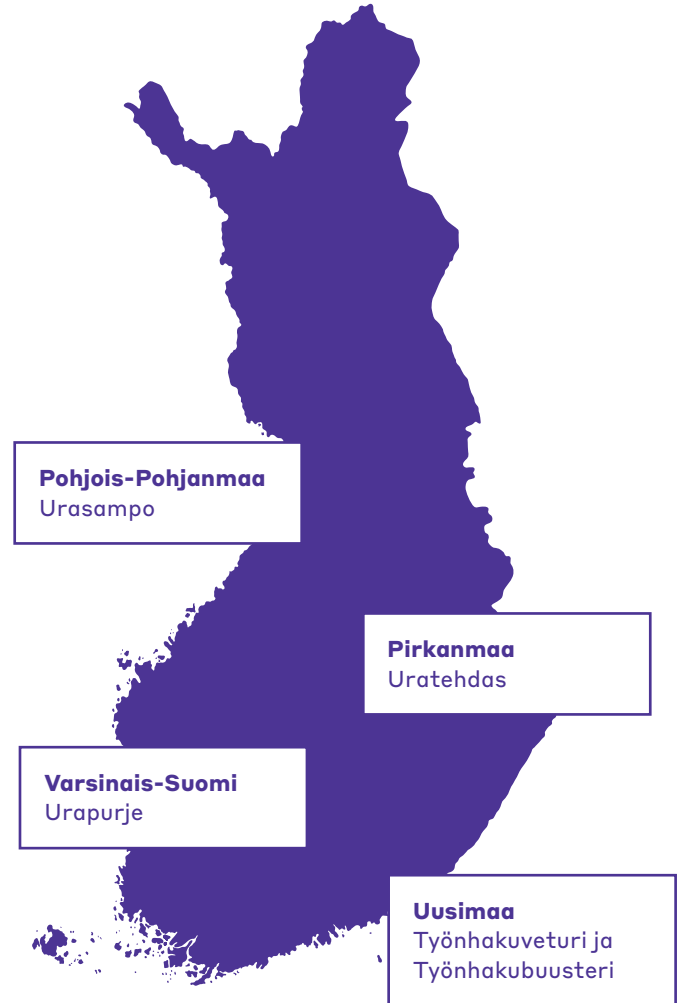 Pohjois-Pohjanmaa
Urasampo
Pirkanmaa
Uratehdas
Varsinais-Suomi
Urapurje
Uusimaa
Työnhakuveturi ja
Työnhakubuusteri